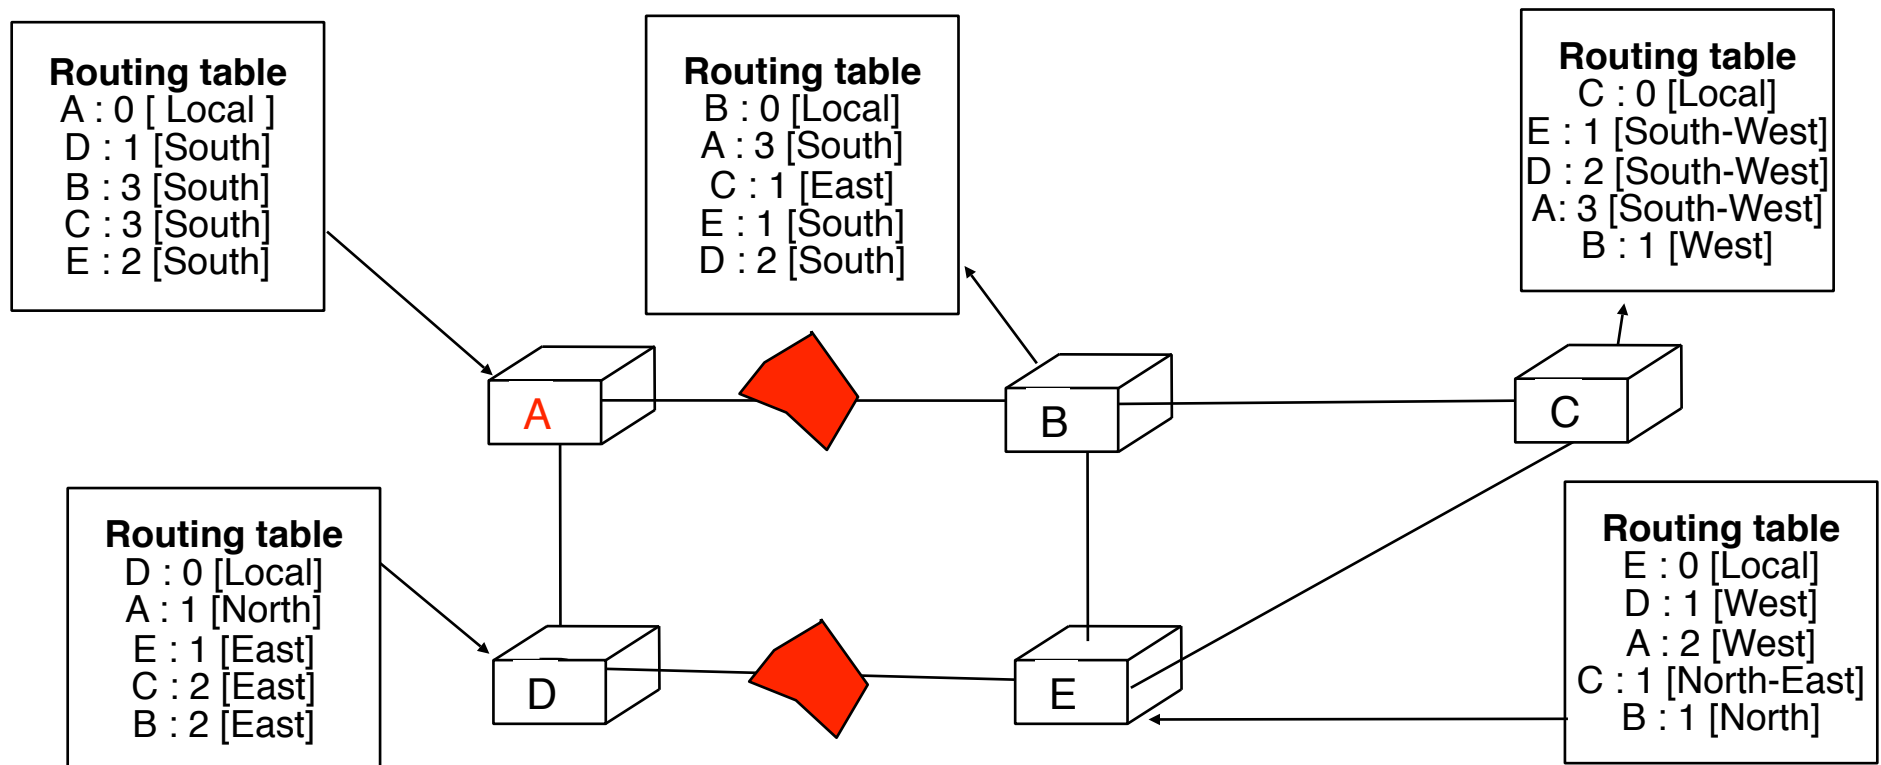 Routing table
A : 0 [ Local ]
D : 1 [South]
B : 3 [South]
C : 3 [South]
E : 2 [South]
Routing table
B : 0 [Local]
A : 3 [South]
C : 1 [East]
E : 1 [South]
D : 2 [South]
Routing table
C : 0 [Local]
E : 1 [South-West]
D : 2 [South-West]
A: 3 [South-West]
B : 1 [West]
A
B
C
Routing table
D : 0 [Local]
A : 1 [North]
E : 1 [East]
C : 2 [East]
B : 2 [East]
D
E
Routing table
E : 0 [Local]
D : 1 [West]
A : 2 [West]
C : 1 [North-East]
B : 1 [North]